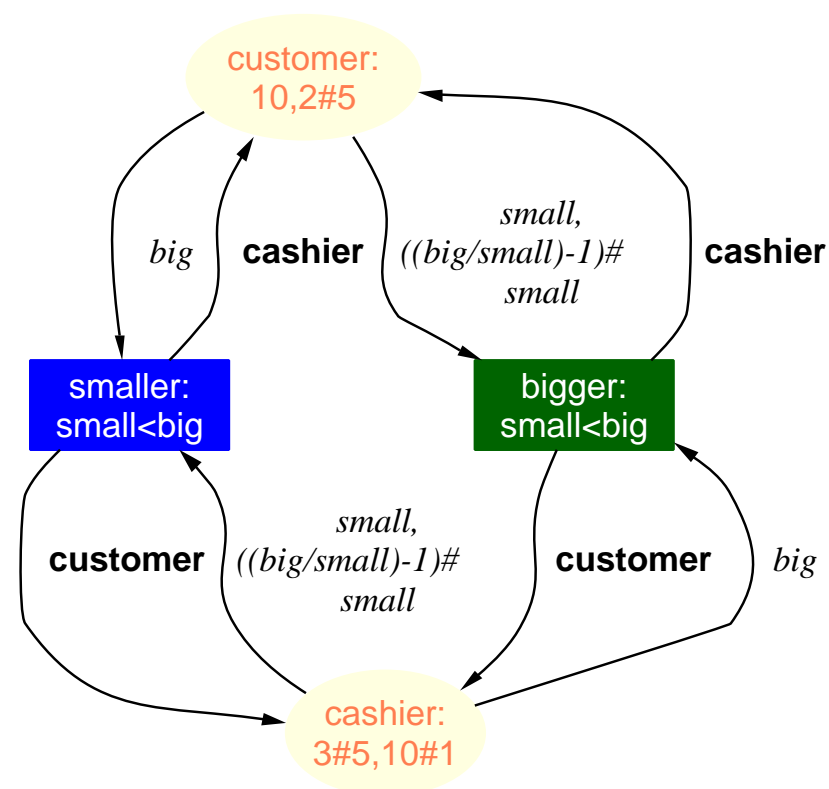 customer:
10,2#5
big
cashier
small,
((big/small)-1)#
small
cashier
smaller:
small<big
bigger:
small<big
customer
small,
((big/small)-1)#
small
customer
big
cashier:
3#5,10#1